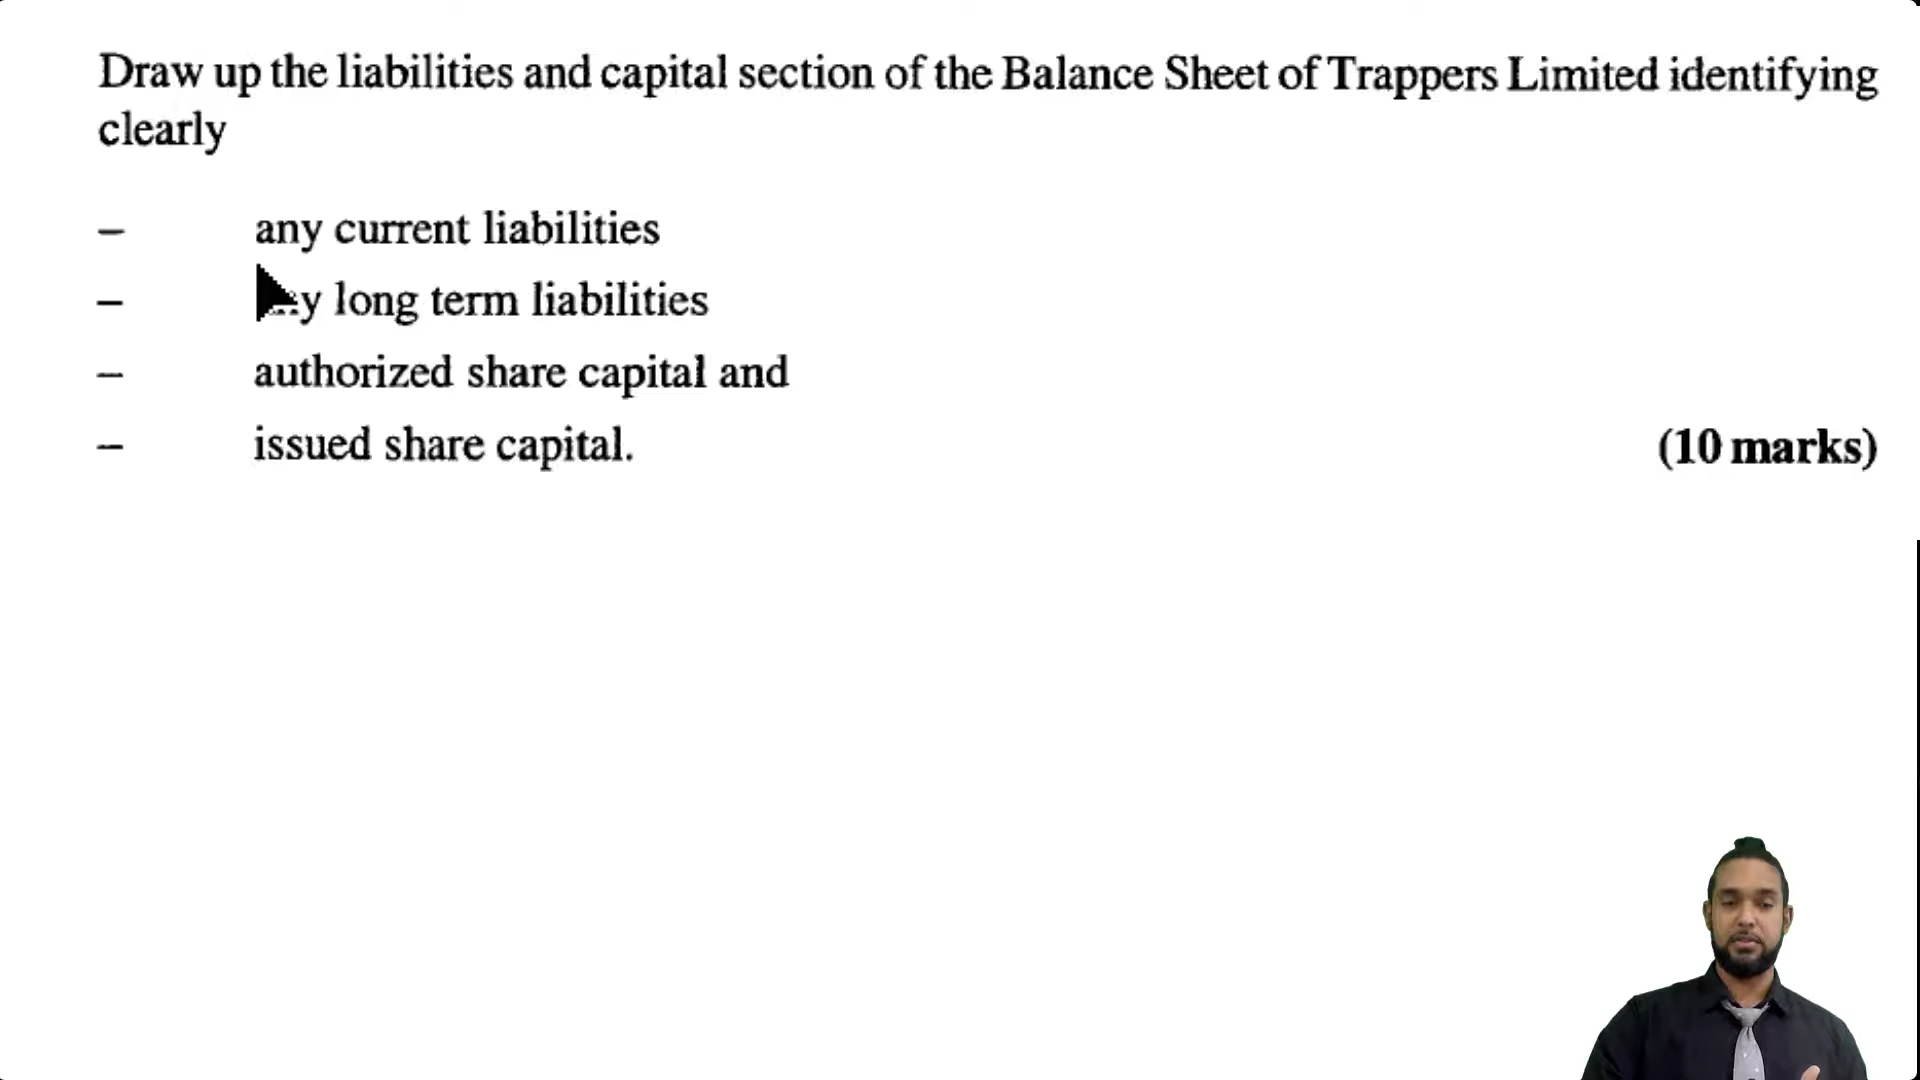 Draw up the liabilities and capital section of the Balance Sheet of Trappers Limited identifying
clearly
– any current liabilities
– long term liabilities
– authorized share capital and
– issued share capital. (10 marks)